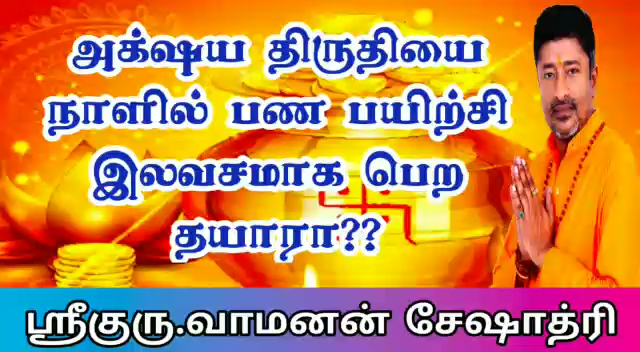 அக்ஷய திருதியை
நாளில் பண பயிற்சி
இலவசமாக பெற
தயாரா??
ஸ்ரீகுரு.வாமனன் சேஷாத்ரி